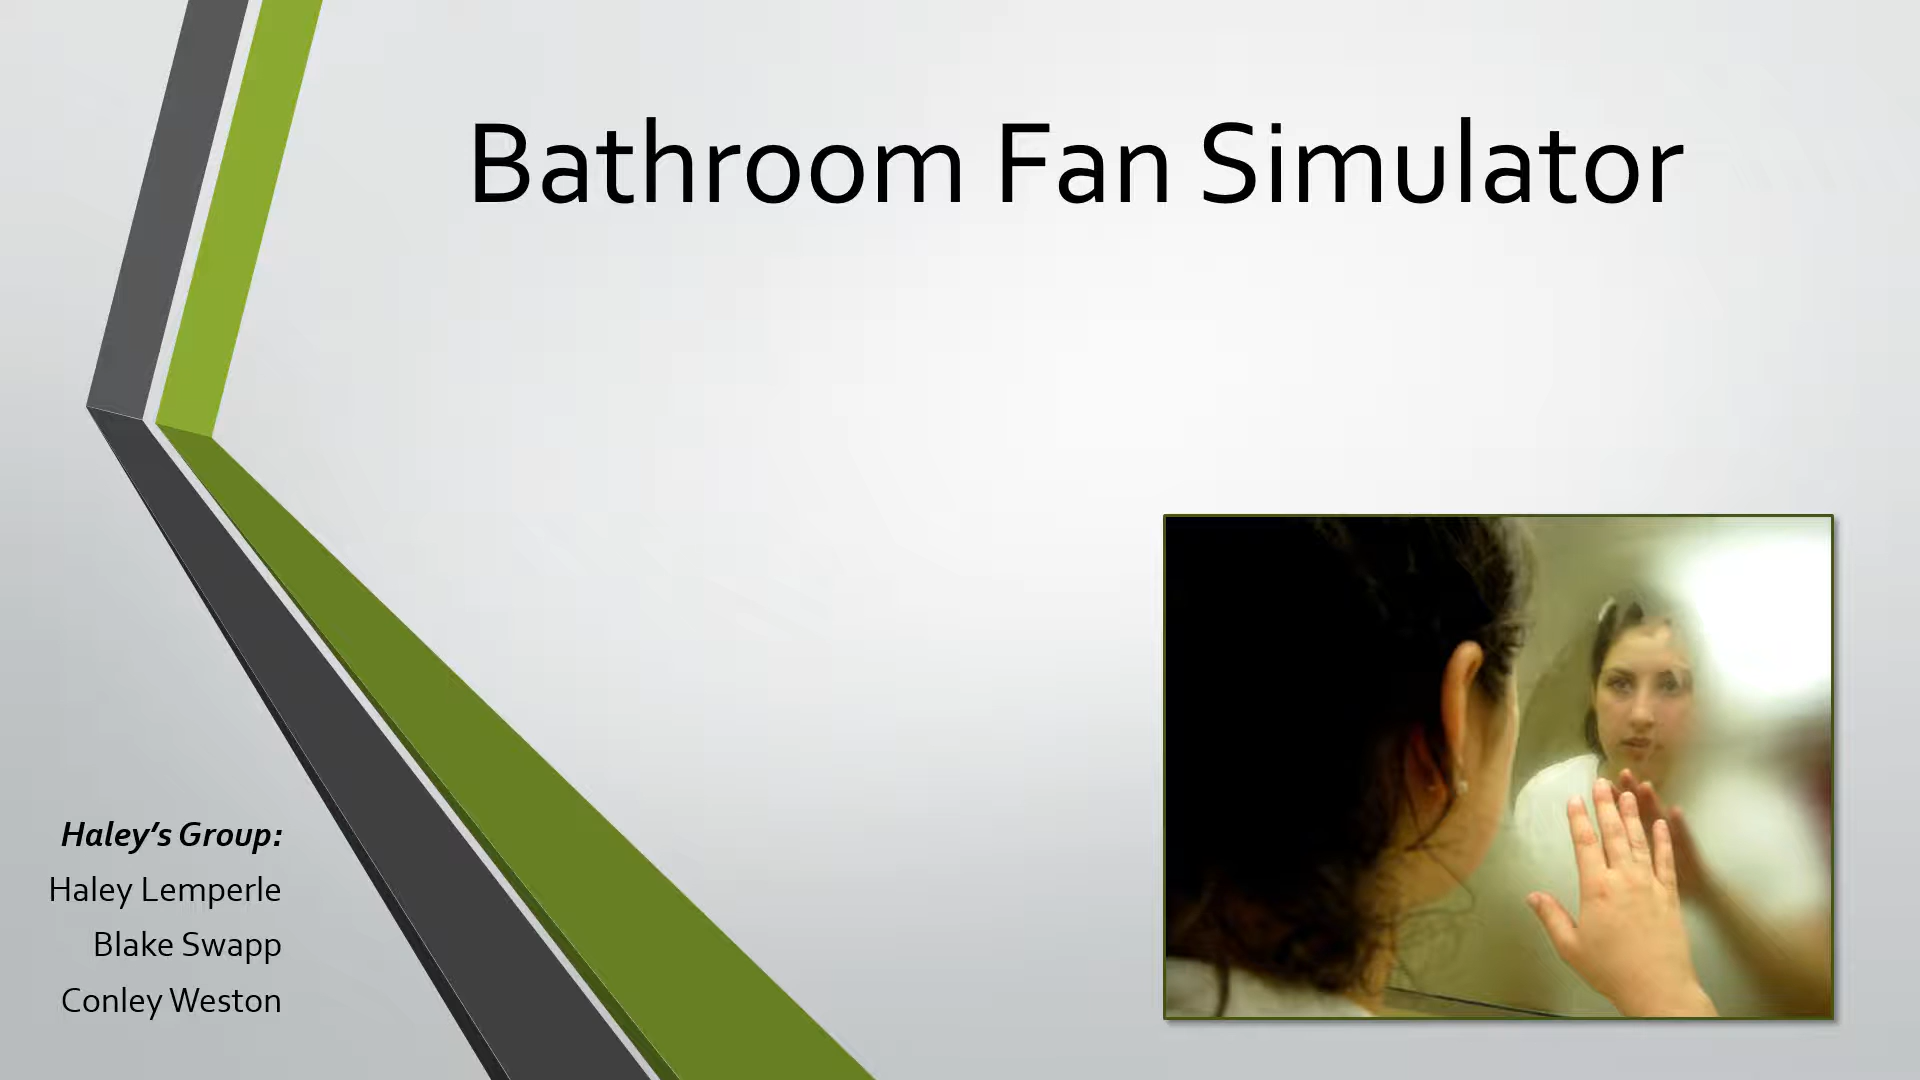 Bathroom Fan Simulator
Haley's Group:
Haley Lemperle
Blake Swapp
Conley Weston